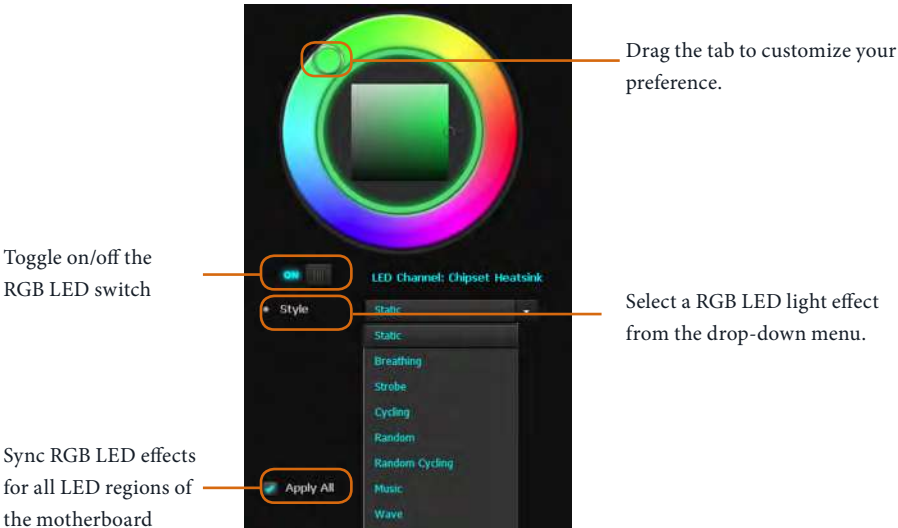 Drag the tab to customize your
preference.
Toggle on/off the
RGB LED switch
ON
LED Channel: Chipset Heatsink
Style
Static
Select a RGB LED light effect
from the drop-down menu.
Static
Breathing
Strobe
Cycling
Random
Random Cycling
Music
Wave
Sync RGB LED effects
for all LED regions of
the motherboard
Apply All